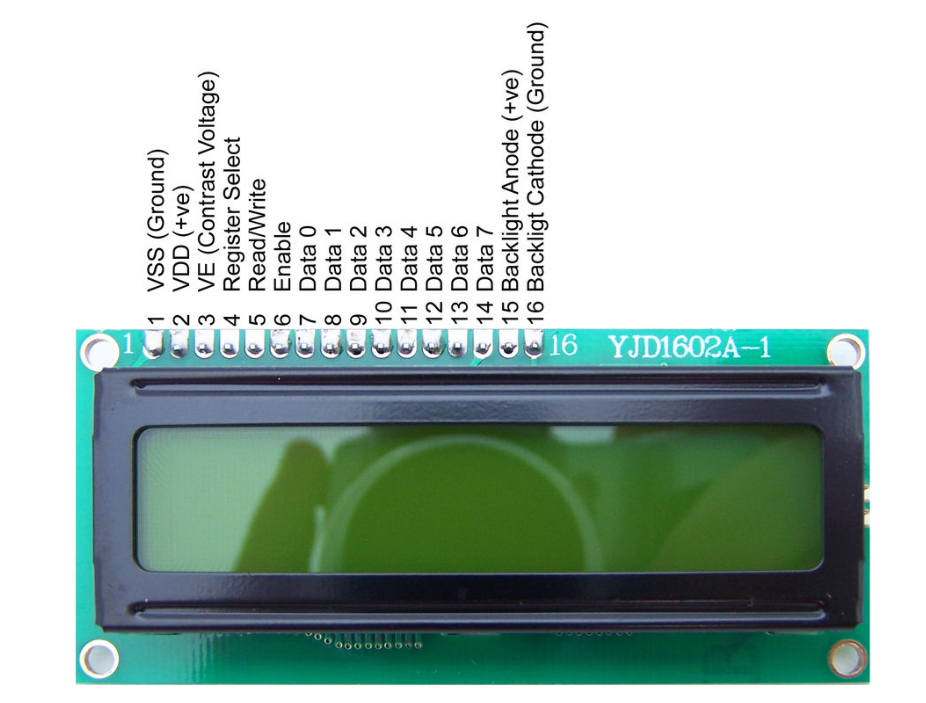 1 VSS (Ground)
2 VDD (+ve)
3 VE (Contrast Voltage)
4 Register Select
5 Read/Write
6 Enable
7 Data 0
8 Data 1
9 Data 2
10 Data 3
11 Data 4
12 Data 5
13 Data 6
14 Data 7
15 Backlight Anode (+ve)
16 Backligt Cathode (Ground)
1
16
YJD1602A-1